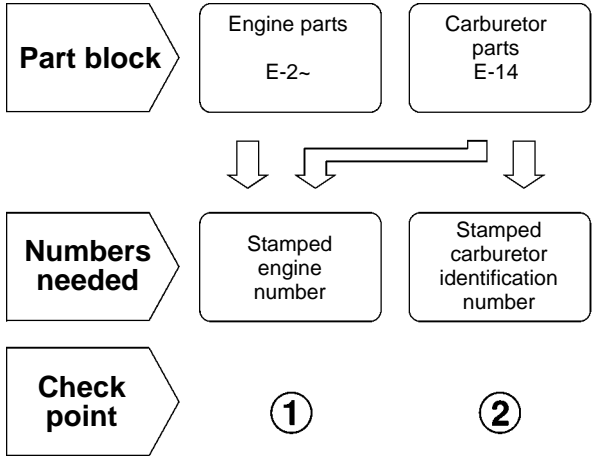 Part block
Engine parts
E-2~
Carburetor
parts
E-14
Numbers
needed
Stamped
engine
number
Stamped
carburetor
identification
number
Check
point
①
②